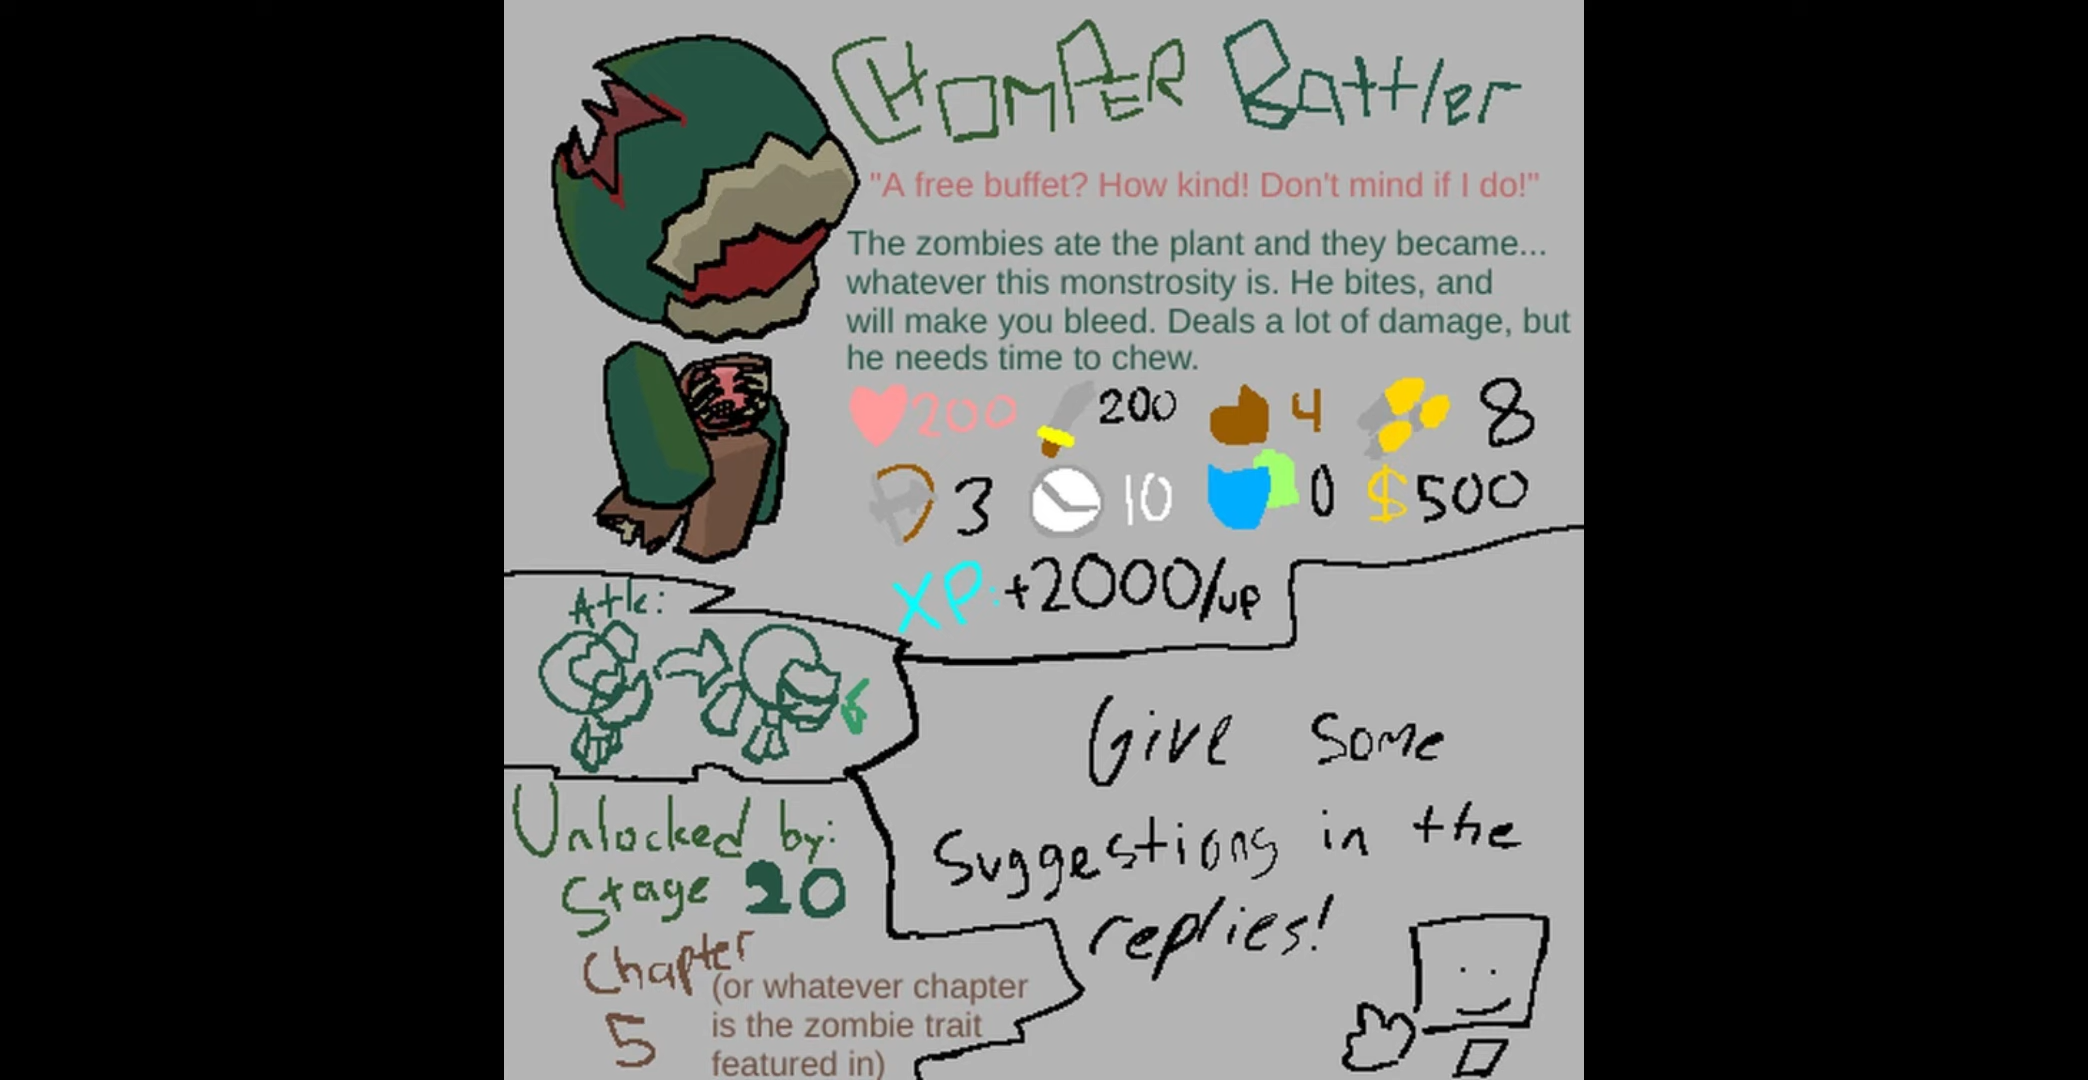 CHOMPER Battler
"A free buffet? How kind! Don't mind if I do!"
The zombies ate the plant and they became...
whatever this monstrosity is. He bites, and
will make you bleed. Deals a lot of damage, but
he needs time to chew.
200 200 4 8
3 10 0 $500
XP:+2000/up
Atk:
Give Some
Suggestions in the
replies!
Unlocked by:
Stage 20
Chapter
5
(or whatever chapter
is the zombie trait
featured in)